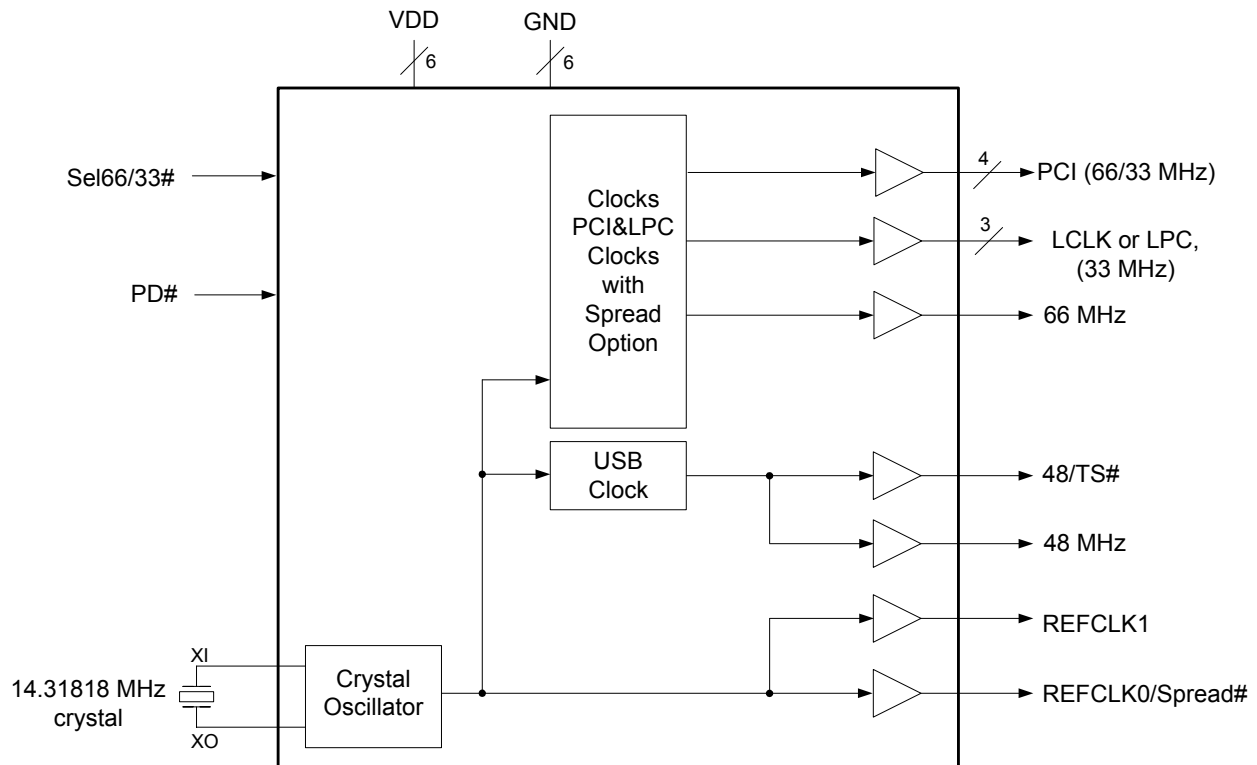 VDD
GND
6
6
Sel66/33#
PD#
Clocks
PCI&LPC
Clocks
with
Spread
Option
4
PCI (66/33 MHz)
3
LCLK or LPC,
(33 MHz)
66 MHz
USB
Clock
48/TS#
48 MHz
REFCLK1
REFCLK0/Spread#
XI
14.31818 MHz
crystal
XO
Crystal
Oscillator